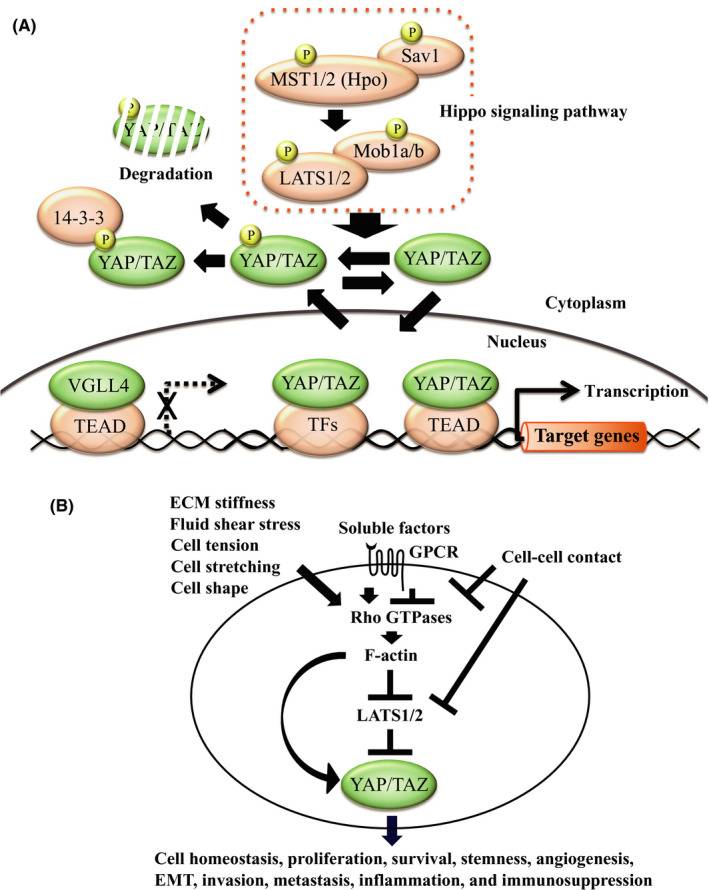 (A)
P
Sav1
P
MST1/2 (Hpo)
Hippo signaling pathway
P
Mob1a/b
P
LATS1/2
P
YAP/TAZ
Degradation
14-3-3
P
YAP/TAZ
P
YAP/TAZ
YAP/TAZ
Cytoplasm
Nucleus
VGLL4
TEAD
X
YAP/TAZ
TFs
YAP/TAZ
TEAD
Transcription
Target genes
(B)
ECM stiffness
Fluid shear stress
Cell tension
Cell stretching
Cell shape
Soluble factors
GPCR
Cell-cell contact
Rho GTPases
F-actin
LATS1/2
YAP/TAZ
Cell homeostasis, proliferation, survival, stemness, angiogenesis,
EMT, invasion, metastasis, inflammation, and immunosuppression